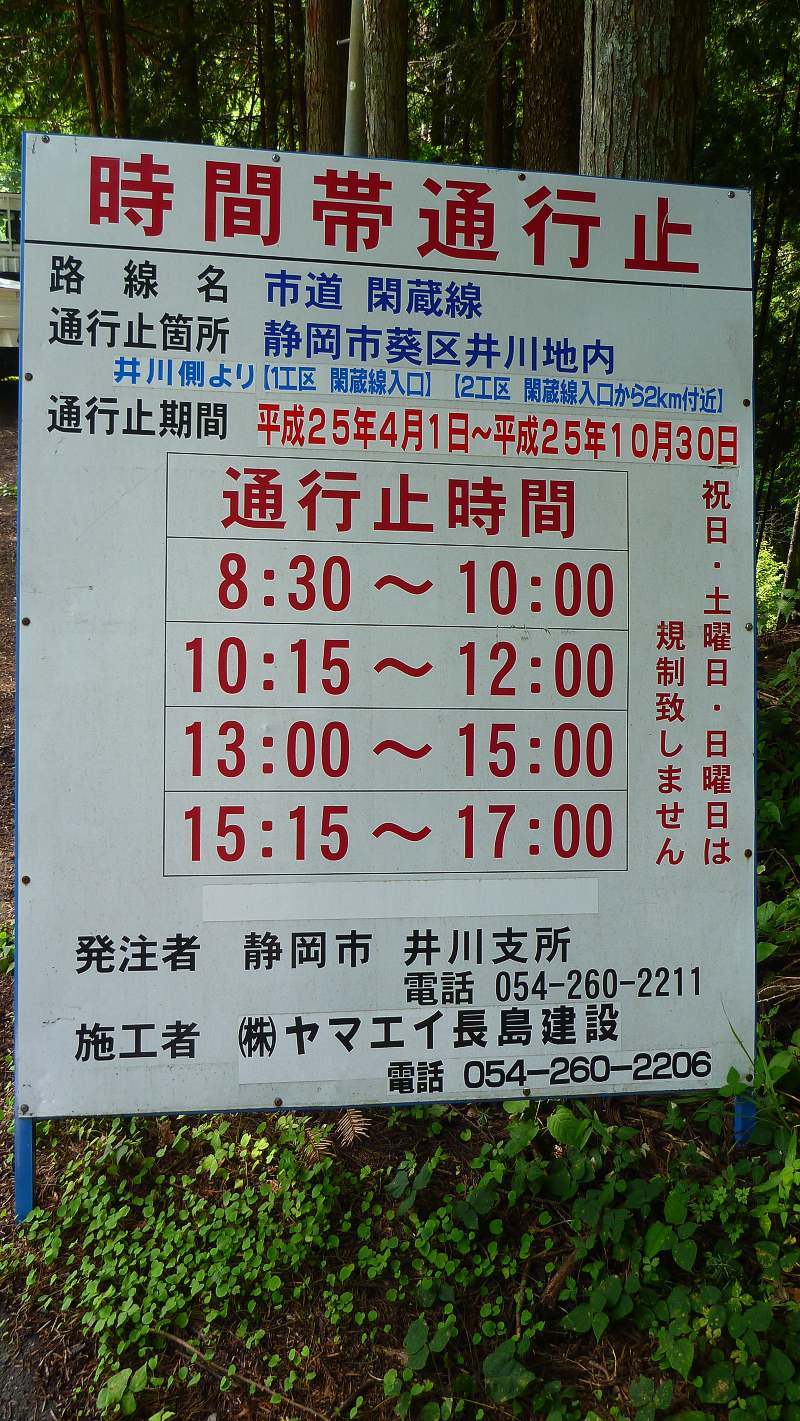 時間帯通行止
路線名 市道 閑蔵線
通行止箇所 静岡市葵区井川地内
井川側より【1工区 閑蔵線入口】【2工区 閑蔵線入口から2km付近】
通行止期間 平成25年4月1日~平成25年10月30日
通行止時間
8:30~10:00
10:15~12:00
13:00~15:00
15:15~17:00
祝日・土曜日・日曜日は
規制致しません
発注者 静岡市 井川支所
電話 054-260-2211
施工者 ㈱ヤマエイ長島建設
電話 054-260-2206